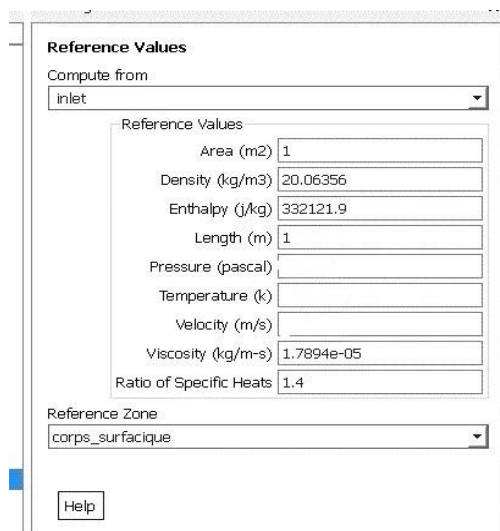 Reference Values
Compute from
inlet
Reference Values
Area (m2) 1
Density (kg/m3) 20.06356
Enthalpy (j/kg) 332121.9
Length (m) 1
Pressure (pascal)
Temperature (k)
Velocity (m/s)
Viscosity (kg/m-s) 1.7894e-05
Ratio of Specific Heats 1.4
Reference Zone
corps_surfacique
Help